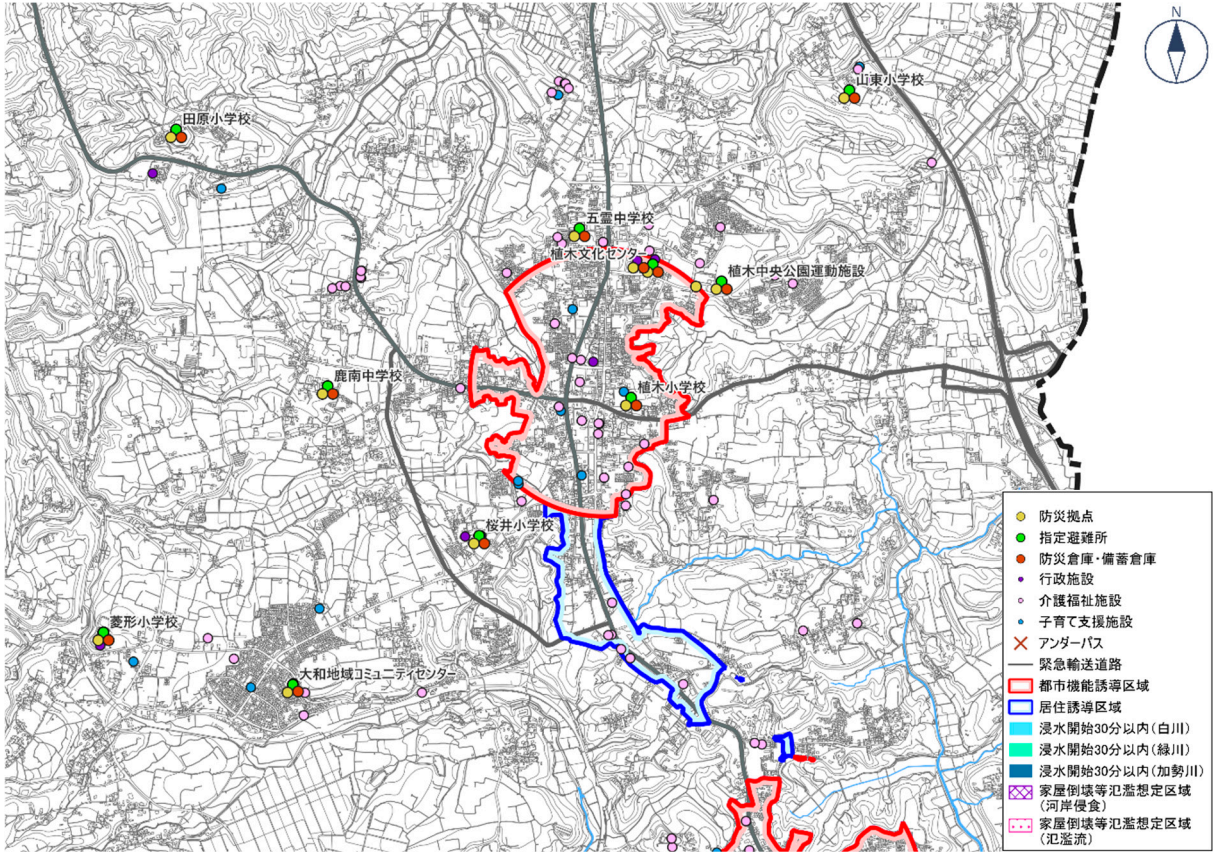 N
山東小学校
田原小学校
五霊中学校
植木文化センター
植木中央公園運動施設
鹿南中学校
植木小学校
桜井小学校
菱形小学校
大和地域コミュニティセンター
防災拠点
指定避難所
防災倉庫・備蓄倉庫
行政施設
介護福祉施設
子育て支援施設
アンダーパス
緊急輸送道路
都市機能誘導区域
居住誘導区域
浸水開始30分以内(白川)
浸水開始30分以内(緑川)
浸水開始30分以内(加勢川)
家屋倒壊等氾濫想定区域
(河岸侵食)
家屋倒壊等氾濫想定区域
(氾濫流)